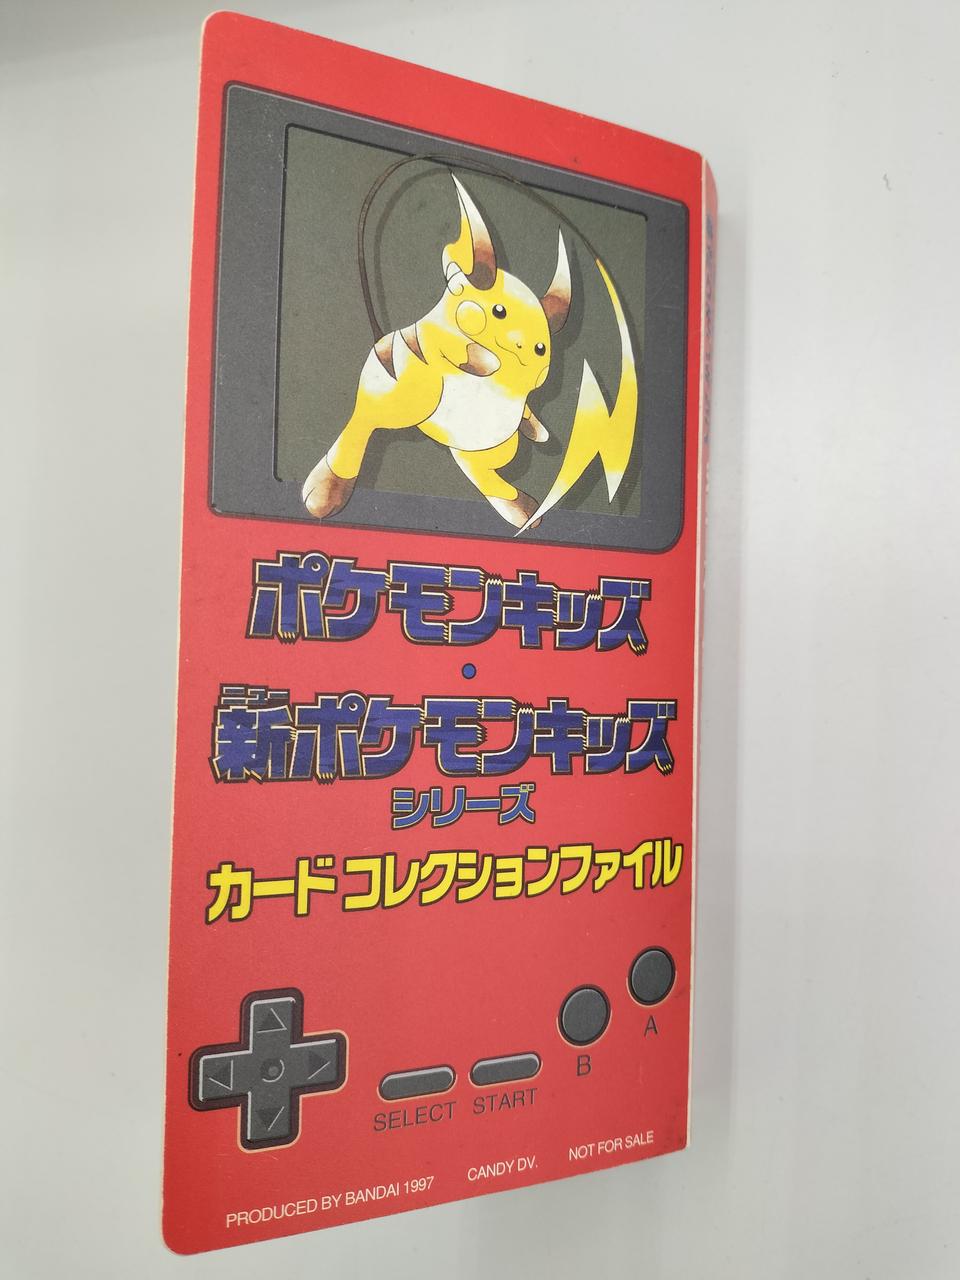 ポケモンキッズ
・
ニュー
新ポケモンキッズ
シリーズ
カード コレクションファイル
A
B
SELECT START
PRODUCED BY BANDAI 1997 CANDY DV. NOT FOR SALE